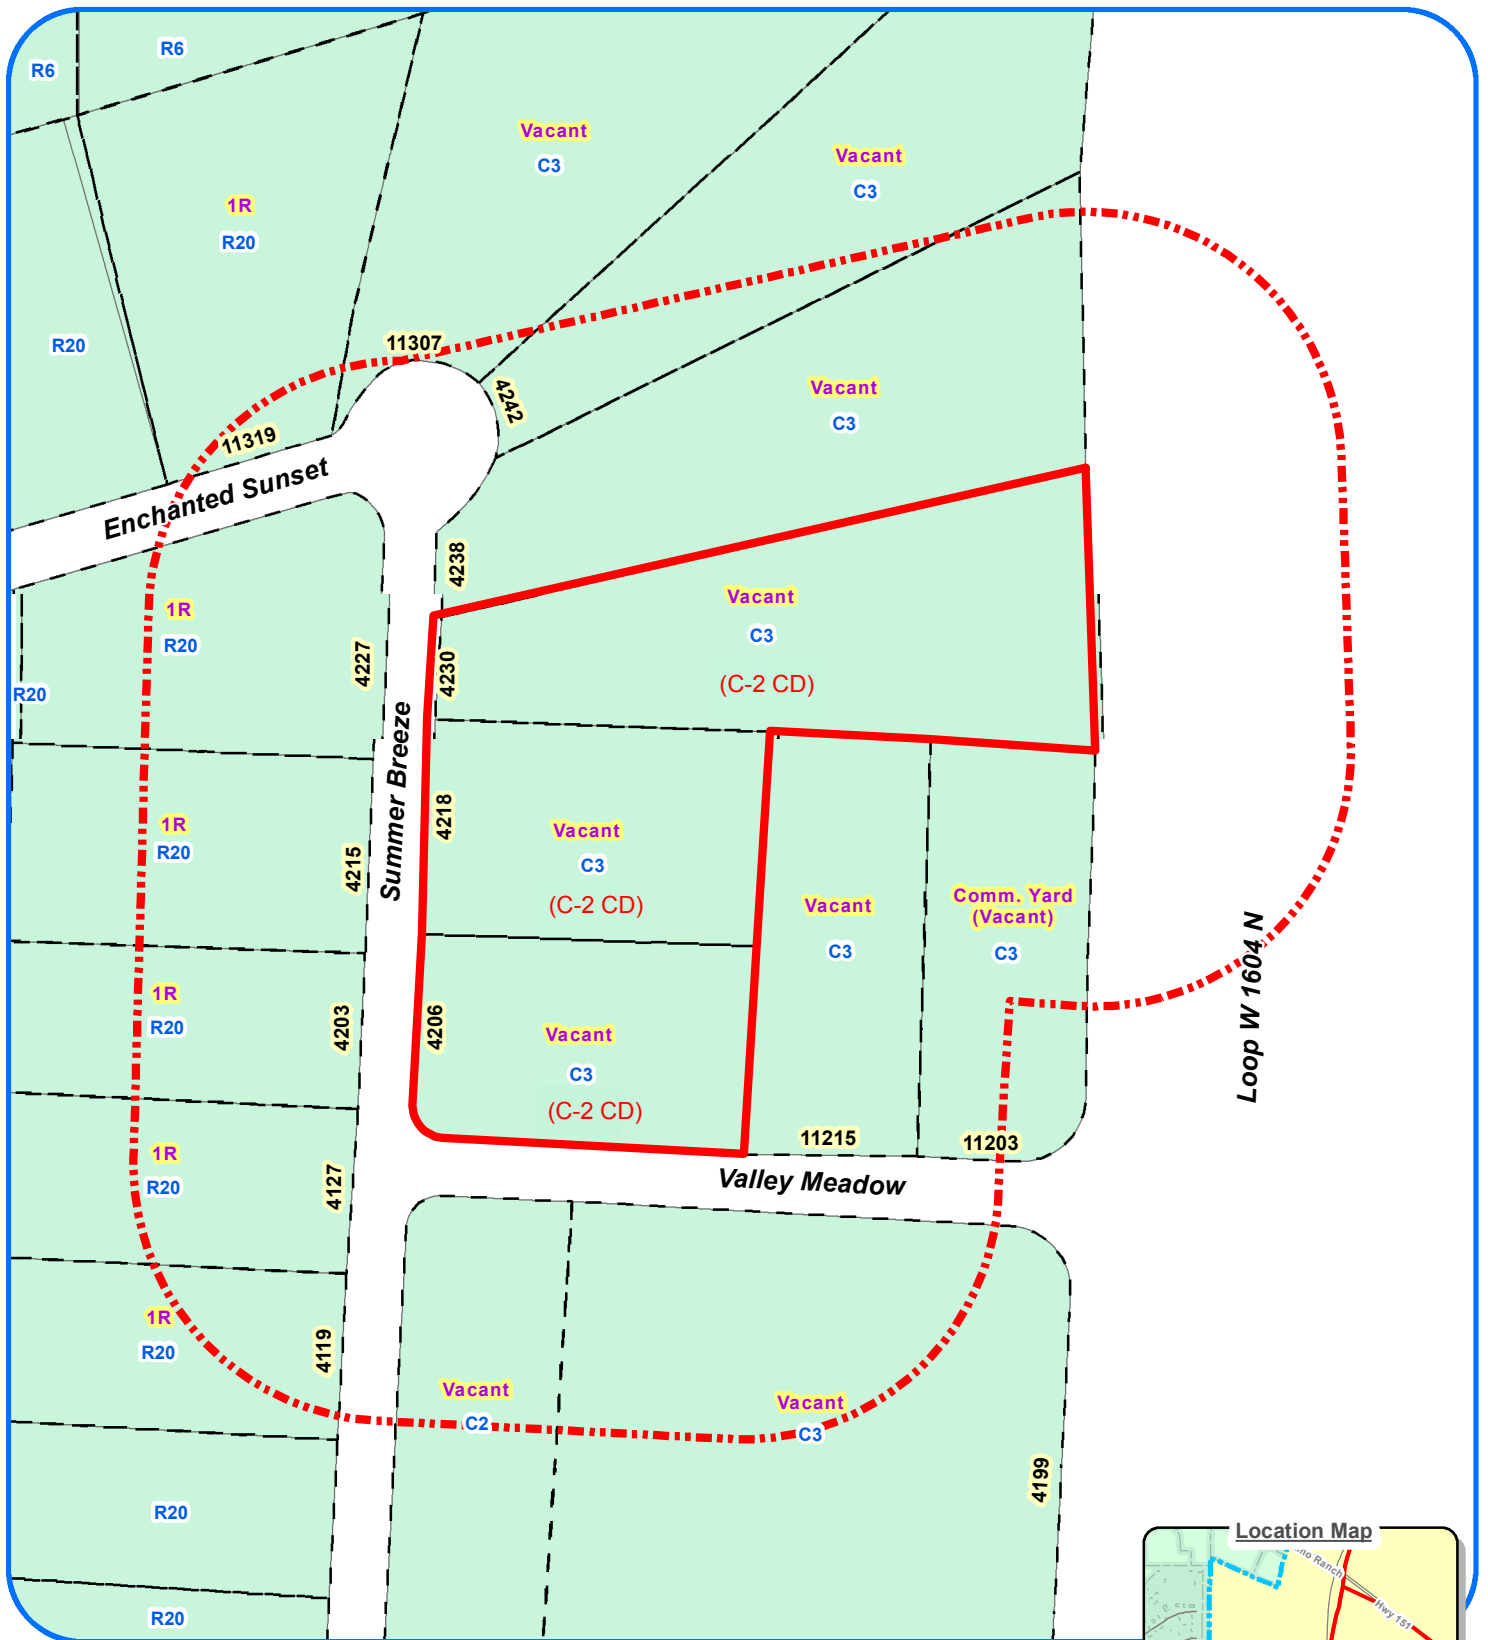 R6
R6
Vacant
C3
Vacant
C3
1R
R20
R20
11307
4242
Vacant
C3
11319
Enchanted Sunset
4238
Vacant
C3
(C-2 CD)
1R
R20
R20
4227
4230
Summer Breeze
4218
Vacant
C3
(C-2 CD)
1R
R20
4215
Vacant
C3
Comm. Yard
(Vacant)
C3
Loop W 1604 N
1R
R20
4203
4206
Vacant
C3
(C-2 CD)
11215
11203
Valley Meadow
1R
R20
4127
1R
R20
4119
Vacant
C2
Vacant
C3
4199
R20
R20
Location Map
Ranch
Hwy 151